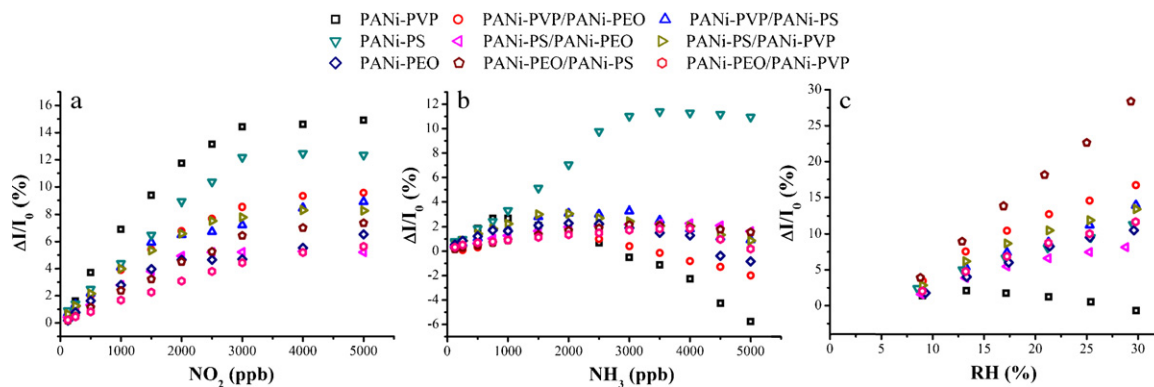 PANi-PVP PANi-PVP/PANi-PEO PANi-PVP/PANi-PS
PANi-PS PANi-PS/PANi-PEO PANi-PS/PANi-PVP
PANi-PEO PANi-PEO/PANi-PS PANi-PEO/PANi-PVP
a
16
14
12
10
8
6
4
2
0
ΔI/I₀ (%)
0 1000 2000 3000 4000 5000
NO₂ (ppb)
b
12
10
8
6
4
2
0
-2
-4
-6
ΔI/I₀ (%)
0 1000 2000 3000 4000 5000
NH₃ (ppb)
c
30
25
20
15
10
5
0
ΔI/I₀ (%)
0 5 10 15 20 25 30
RH (%)